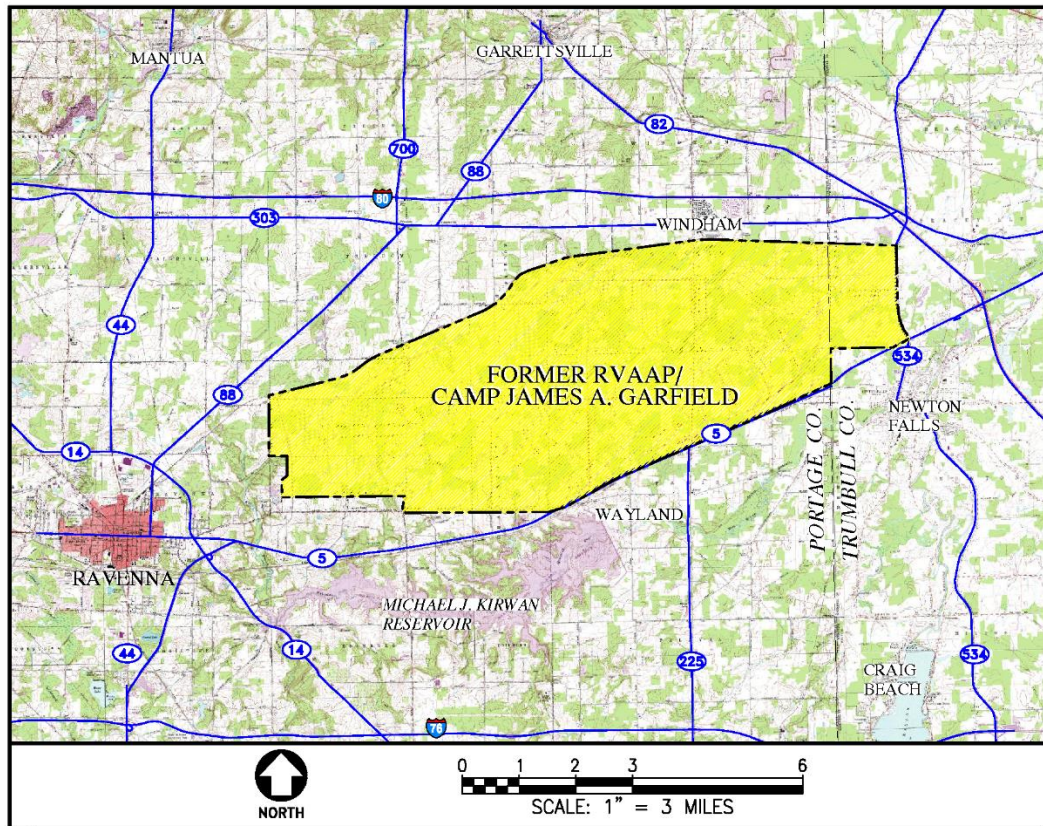 MANTUA
GARRETTSVILLE
82
700
88
80
303
WINDHAM
44
534
FORMER RVAAP/
CAMP JAMES A. GARFIELD
88
NEWTON
FALLS
5
14
PORTAGE CO.
TRUMBULL CO.
WAYLAND
5
RAVENNA
MICHAEL J. KIRWAN
RESERVOIR
44
14
225
534
CRAIG
BEACH
76
NORTH
0 1 2 3 6
SCALE: 1" = 3 MILES